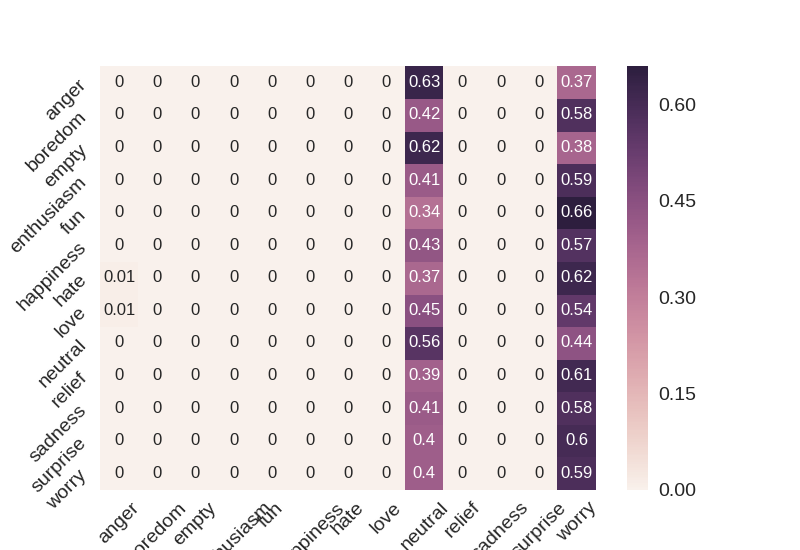 anger 0 0 0 0 0 0 0 0 0.63 0 0 0 0.37
boredom 0 0 0 0 0 0 0 0 0.42 0 0 0 0.58
empty 0 0 0 0 0 0 0 0 0.62 0 0 0 0.38
enthusiasm 0 0 0 0 0 0 0 0 0.41 0 0 0 0.59
fun 0 0 0 0 0 0 0 0 0.34 0 0 0 0.66
happiness 0 0 0 0 0 0 0 0 0.43 0 0 0 0.57
hate 0.01 0 0 0 0 0 0 0 0.37 0 0 0 0.62
love 0.01 0 0 0 0 0 0 0 0.45 0 0 0 0.54
neutral 0 0 0 0 0 0 0 0 0.56 0 0 0 0.44
relief 0 0 0 0 0 0 0 0 0.39 0 0 0 0.61
sadness 0 0 0 0 0 0 0 0 0.41 0 0 0 0.58
surprise 0 0 0 0 0 0 0 0 0.4 0 0 0 0.6
worry 0 0 0 0 0 0 0 0 0.4 0 0 0 0.59
anger oredom empty husiasm fun ppiness hate love neutral relief adness surprise worry
0.60
0.45
0.30
0.15
0.00